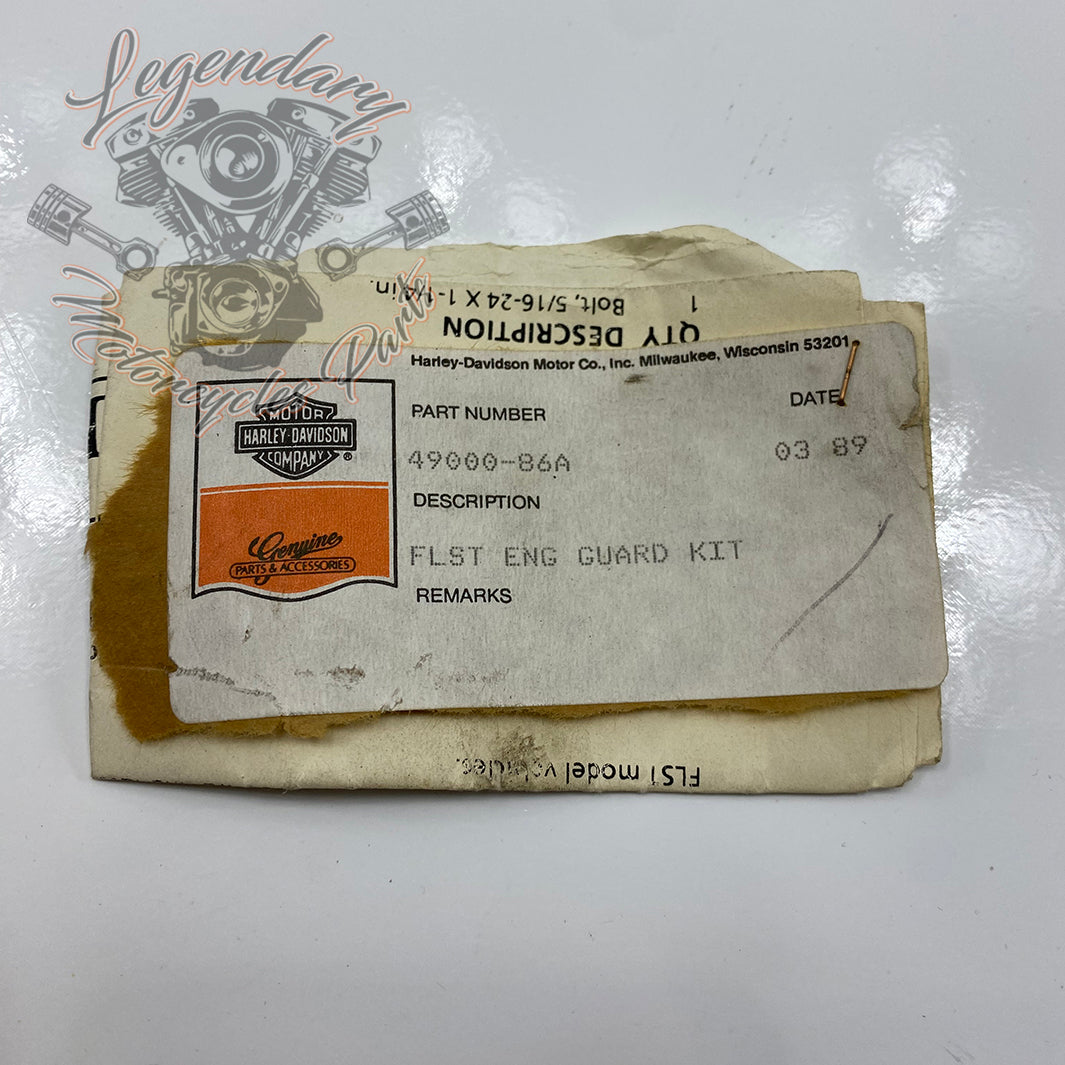 Legendary
Motorcycles Parts
1 Bolt, 5/16-24 X 1-1/4 in.
QTY DESCRIPTION
Harley-Davidson Motor Co., Inc. Milwaukee, Wisconsin 53201
PART NUMBER DATE
MOTOR
HARLEY-DAVIDSON
COMPANY ®
49000-86A 03 89
DESCRIPTION
Genuine
PARTS & ACCESSORIES
FLST ENG GUARD KIT
REMARKS
FLST model vehicles.